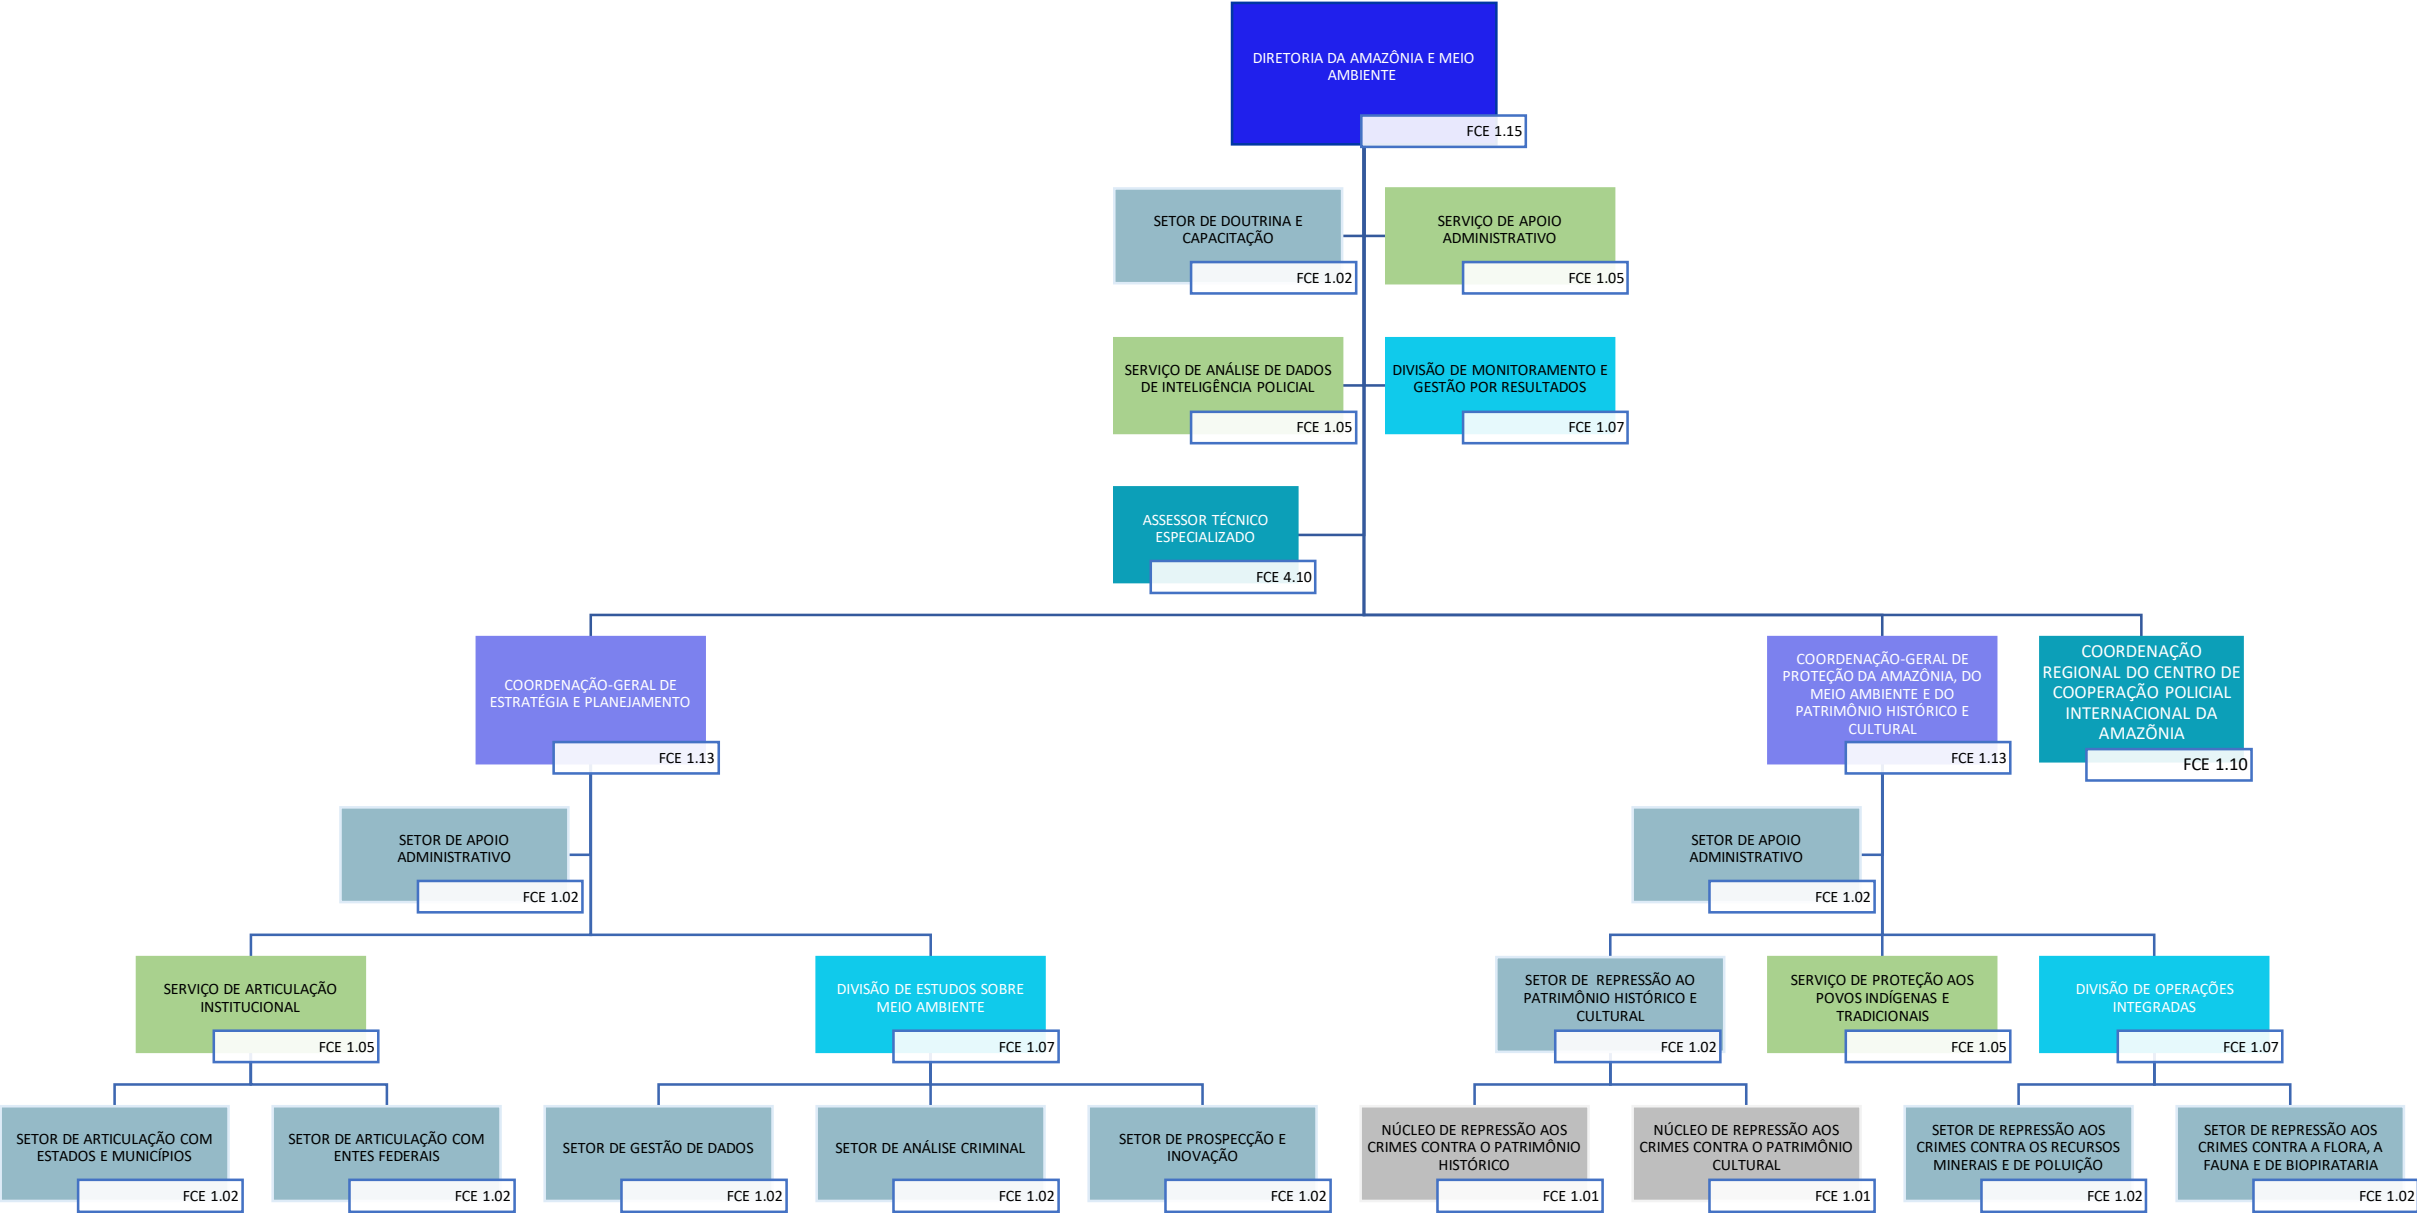 DIRETORIA DA AMAZÔNIA E MEIO
AMBIENTE
FCE 1.15
SETOR DE DOUTRINA E
CAPACITAÇÃO
FCE 1.02
SERVIÇO DE APOIO
ADMINISTRATIVO
FCE 1.05
SERVIÇO DE ANÁLISE DE DADOS
DE INTELIGÊNCIA POLICIAL
FCE 1.05
DIVISÃO DE MONITORAMENTO E
GESTÃO POR RESULTADOS
FCE 1.07
ASSESSOR TÉCNICO
ESPECIALIZADO
FCE 4.10
COORDENAÇÃO-GERAL DE
ESTRATÉGIA E PLANEJAMENTO
FCE 1.13
COORDENAÇÃO-GERAL DE
PROTEÇÃO DA AMAZÔNIA, DO
MEIO AMBIENTE E DO
PATRIMÔNIO HISTÓRICO E
CULTURAL
FCE 1.13
COORDENAÇÃO
REGIONAL DO CENTRO DE
COOPERAÇÃO POLICIAL
INTERNACIONAL DA
AMAZÕNIA
FCE 1.10
SETOR DE APOIO
ADMINISTRATIVO
FCE 1.02
SETOR DE APOIO
ADMINISTRATIVO
FCE 1.02
SERVIÇO DE ARTICULAÇÃO
INSTITUCIONAL
FCE 1.05
DIVISÃO DE ESTUDOS SOBRE
MEIO AMBIENTE
FCE 1.07
SETOR DE  REPRESSÃO AO
PATRIMÔNIO HISTÓRICO E
CULTURAL
FCE 1.02
SERVIÇO DE PROTEÇÃO AOS
POVOS INDÍGENAS E
TRADICIONAIS
FCE 1.05
DIVISÃO DE OPERAÇÕES
INTEGRADAS
FCE 1.07
SETOR DE ARTICULAÇÃO COM
ESTADOS E MUNICÍPIOS
FCE 1.02
SETOR DE ARTICULAÇÃO COM
ENTES FEDERAIS
FCE 1.02
SETOR DE GESTÃO DE DADOS
FCE 1.02
SETOR DE ANÁLISE CRIMINAL
FCE 1.02
SETOR DE PROSPECÇÃO E
INOVAÇÃO
FCE 1.02
NÚCLEO DE REPRESSÃO AOS
CRIMES CONTRA O PATRIMÔNIO
HISTÓRICO
FCE 1.01
NÚCLEO DE REPRESSÃO AOS
CRIMES CONTRA O PATRIMÔNIO
CULTURAL
FCE 1.01
SETOR DE REPRESSÃO AOS
CRIMES CONTRA OS RECURSOS
MINERAIS E DE POLUIÇÃO
FCE 1.02
SETOR DE REPRESSÃO AOS
CRIMES CONTRA A FLORA, A
FAUNA E DE BIOPIRATARIA
FCE 1.02